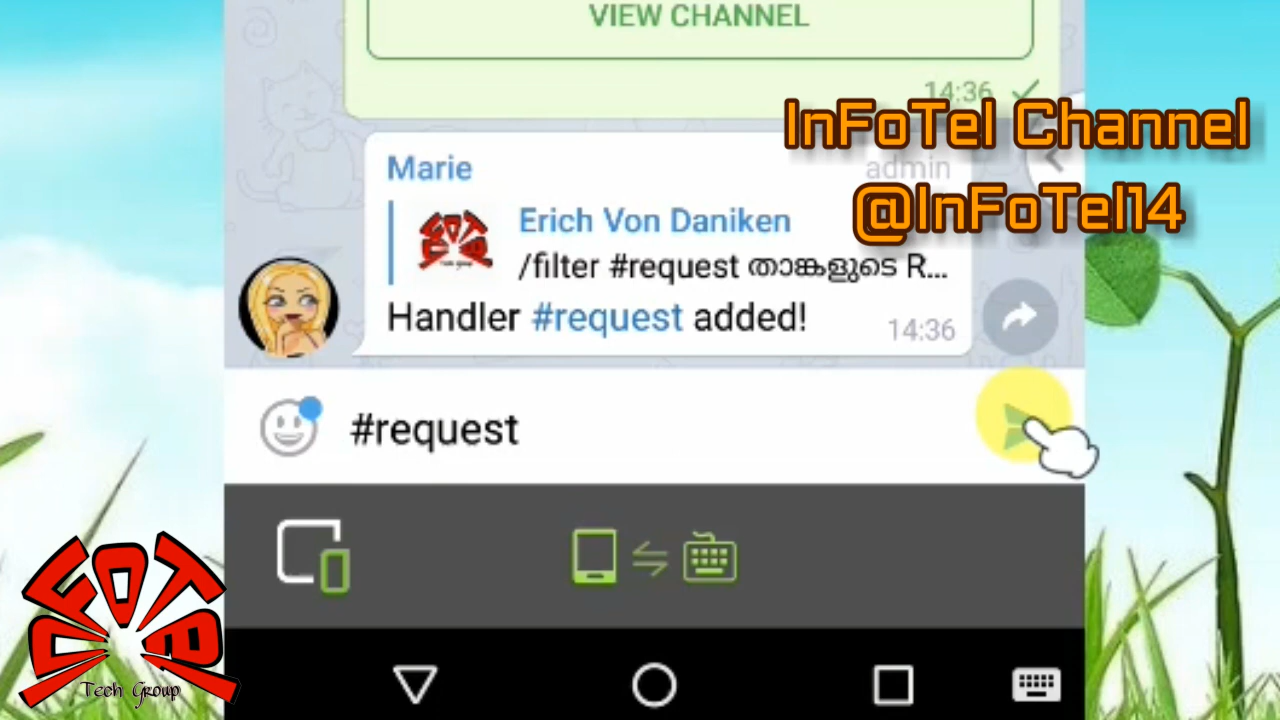 VIEW CHANNEL
14:36
InFoTel Channel
@InFoTel14
Marie
admin
Erich Von Daniken
/filter #request താങ്കളുടെ R...
Handler #request added!
14:36
#request
InFoTel
Tech Group